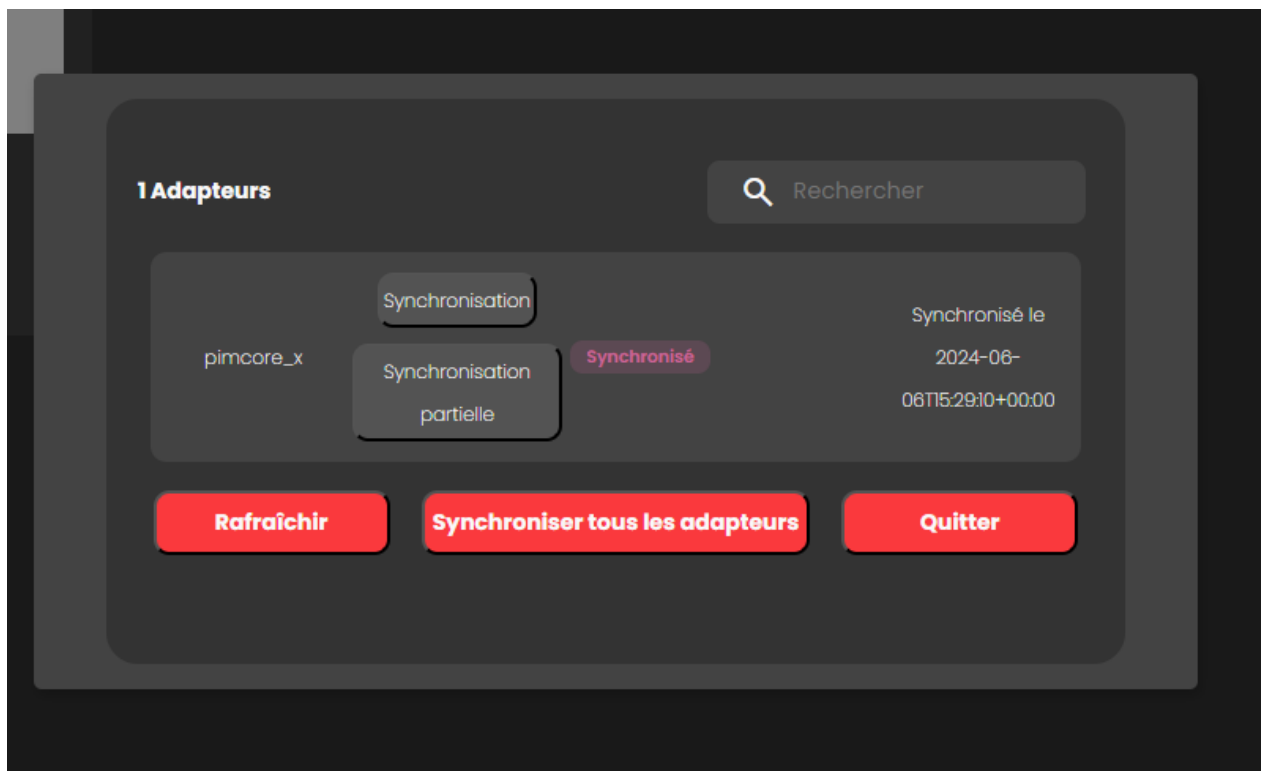 1 Adapteurs
Rechercher
pimcore_x
Synchronisation
Synchronisation
partielle
Synchronisé
Synchronisé le
2024-06-
06T15:29:10+00:00
Rafraîchir
Synchroniser tous les adapteurs
Quitter